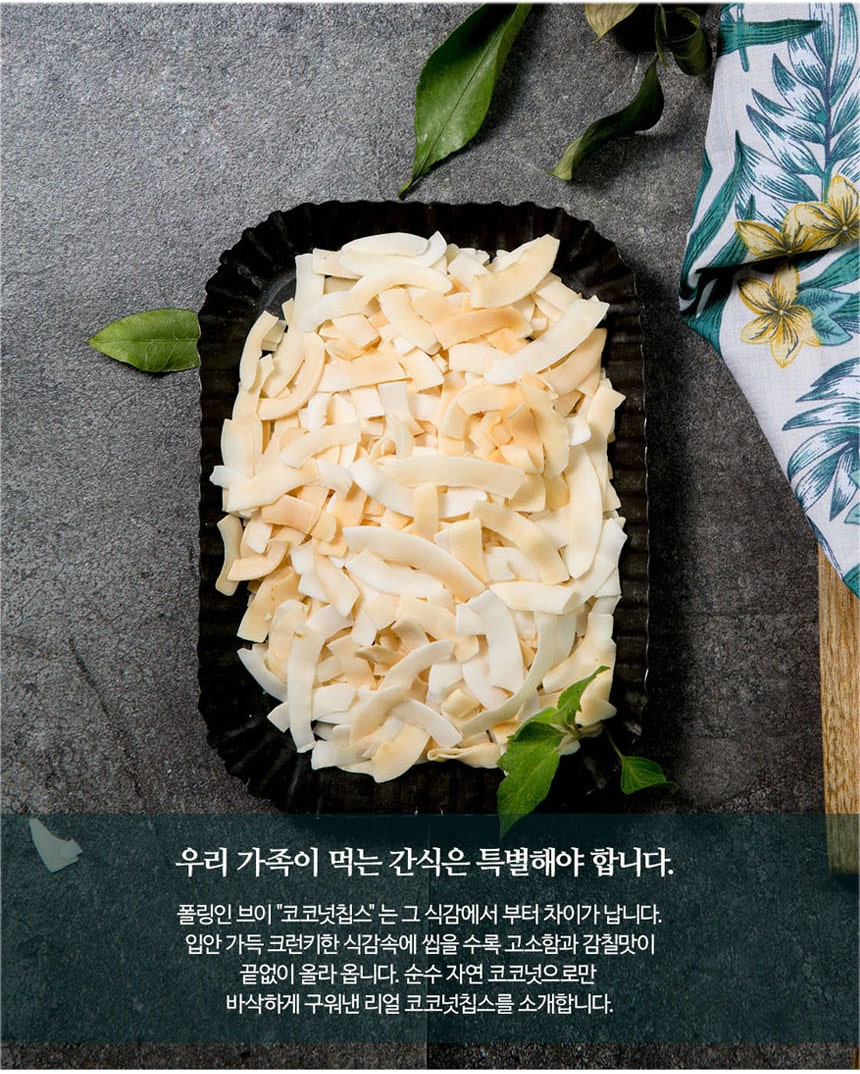 우리 가족이 먹는 간식은 특별해야 합니다.
폴링인 브이 "코코넛칩스" 는 그 식감에서 부터 차이가 납니다.
입안 가득 크런키한 식감속에 씹을 수록 고소함과 감칠맛이
끝없이 올라 옵니다. 순수 자연 코코넛으로만
바삭하게 구워낸 리얼 코코넛칩스를 소개합니다.